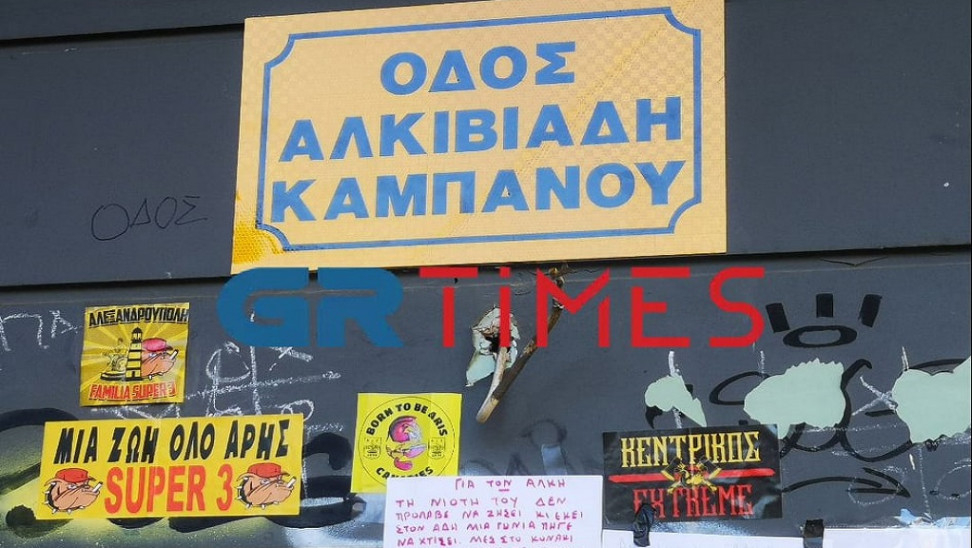 ΟΔΟΣ
ΑΛΚΙΒΙΑΔΗ
ΚΑΜΠΑΝΟΥ
ΟΔΟΣ
GRTIMES
ΑΛΕΞΑΝΔΡΟΥΠΟΛΗ
FAMILIA SUPER 3
ΜΙΑ ΖΩΗ ΟΛΟ ΑΡΗΣ
SUPER 3
BORN TO BE ARIS
ΚΕΝΤΡΙΚΟΣ
EXTREME
ΓΙΑ ΤΟΝ ΑΛΚΗ
ΤΗ ΝΙΟΤΗ ΤΟΥ ΔΕΝ
ΠΡΟΛΑΒΕ ΝΑ ΖΗΣΕΙ ΚΙ ΕΚΕΙ
ΣΤΟΝ ΑΔΗ ΜΙΑ ΓΩΝΙΑ ΠΗΓΕ
ΝΑ ΧΤΙΣΕΙ. ΜΕΣ ΣΤΟ ΚΟΝΑΚΙ